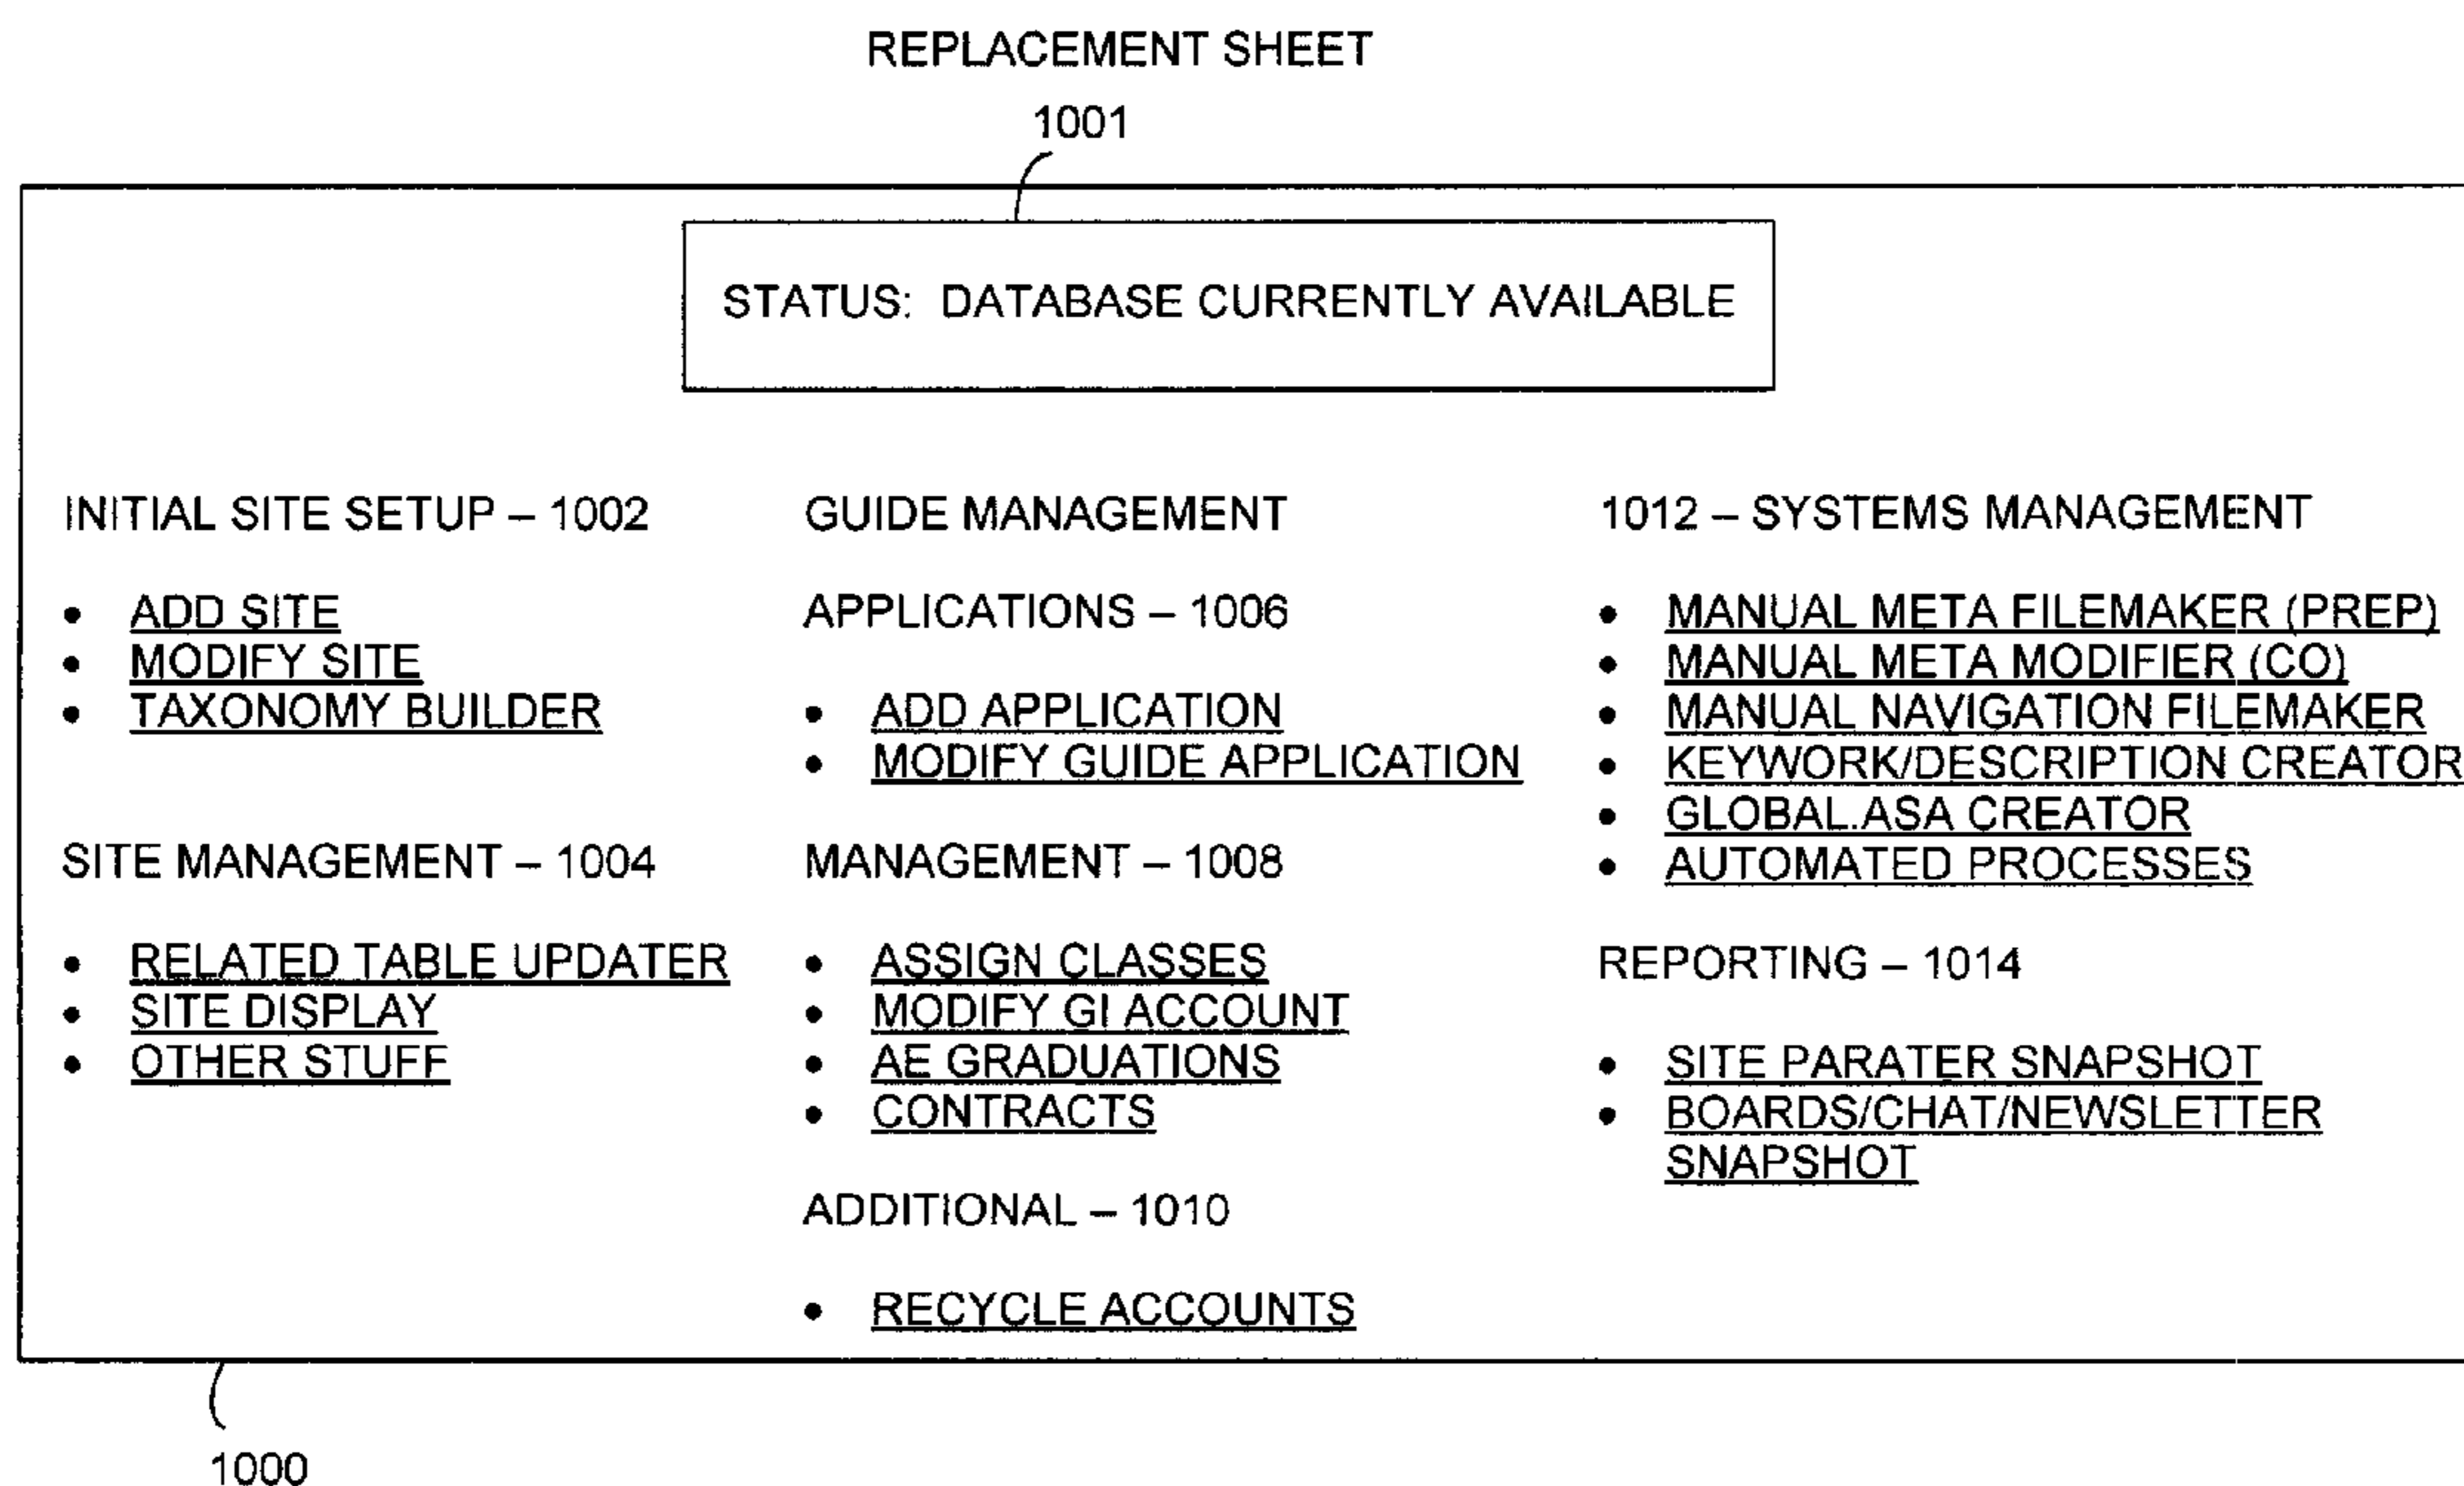 REPLACEMENT SHEET
1001
STATUS: DATABASE CURRENTLY AVAILABLE
INITIAL SITE SETUP – 1002
• ADD SITE
• MODIFY SITE
• TAXONOMY BUILDER
SITE MANAGEMENT – 1004
• RELATED TABLE UPDATER
• SITE DISPLAY
• OTHER STUFF
GUIDE MANAGEMENT
APPLICATIONS – 1006
• ADD APPLICATION
• MODIFY GUIDE APPLICATION
MANAGEMENT – 1008
• ASSIGN CLASSES
• MODIFY GI ACCOUNT
• AE GRADUATIONS
• CONTRACTS
ADDITIONAL – 1010
• RECYCLE ACCOUNTS
1012 – SYSTEMS MANAGEMENT
• MANUAL META FILEMAKER (PREP)
• MANUAL META MODIFIER (CO)
• MANUAL NAVIGATION FILEMAKER
• KEYWORK/DESCRIPTION CREATOR
• GLOBAL.ASA CREATOR
• AUTOMATED PROCESSES
REPORTING – 1014
• SITE PARATER SNAPSHOT
• BOARDS/CHAT/NEWSLETTER
SNAPSHOT
1000